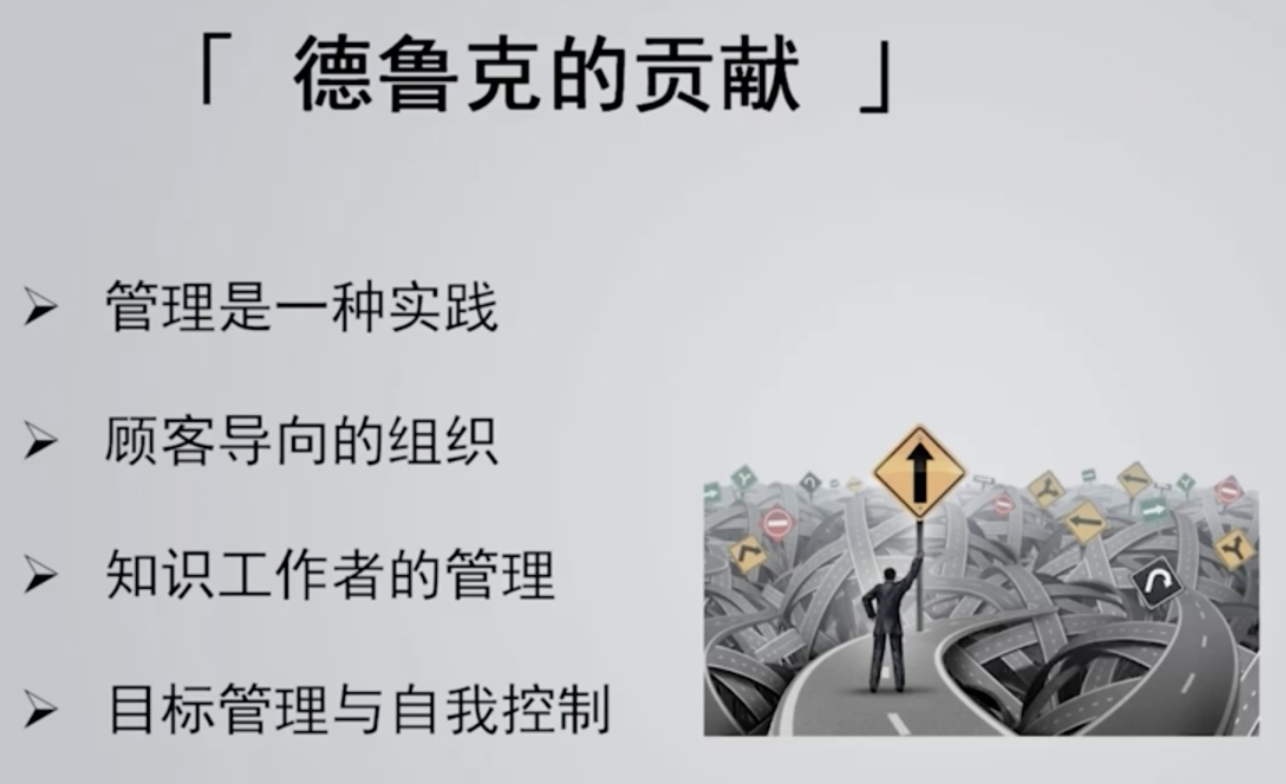 「 德鲁克的贡献 」
➢ 管理是一种实践
➢ 顾客导向的组织
➢ 知识工作者的管理
➢ 目标管理与自我控制